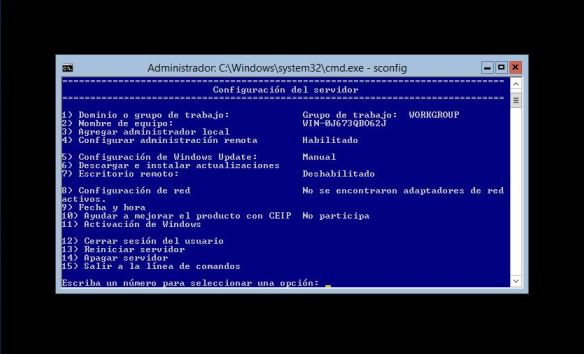 Administrador: C:\Windows\system32\cmd.exe - sconfig
Configuración del servidor
1) Dominio o grupo de trabajo: Grupo de trabajo: WORKGROUP
2) Nombre de equipo: WIN-0J673QBO62J
3) Agregar administrador local
4) Configurar administración remota Habilitado
5) Configuración de Windows Update: Manual
6) Descargar e instalar actualizaciones
7) Escritorio remoto: Deshabilitado
8) Configuración de red No se encontraron adaptadores de red
activos.
9) Fecha y hora
10) Ayudar a mejorar el producto con CEIP No participa
11) Activación de Windows
12) Cerrar sesión del usuario
13) Reiniciar servidor
14) Apagar servidor
15) Salir a la línea de comandos
Escriba un número para seleccionar una opción: _